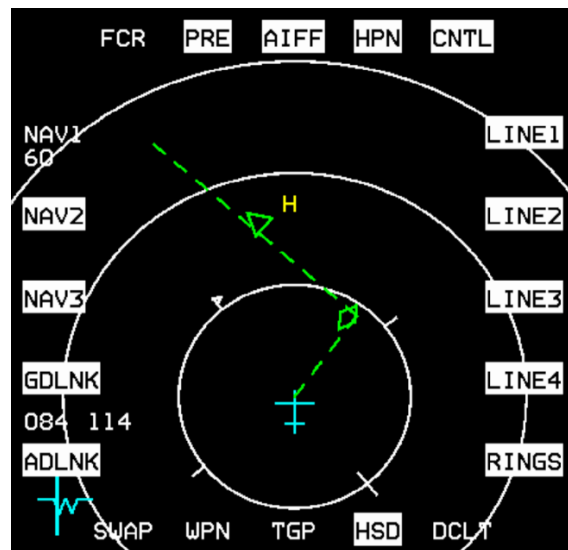 FCR PRE AIFF HPN CNTL
NAV1 LINE1
60
H
NAV2 LINE2
NAV3 LINE3
GDLNK LINE4
084 114
ADLNK RINGS
SWAP WPN TGP HSD DCLT